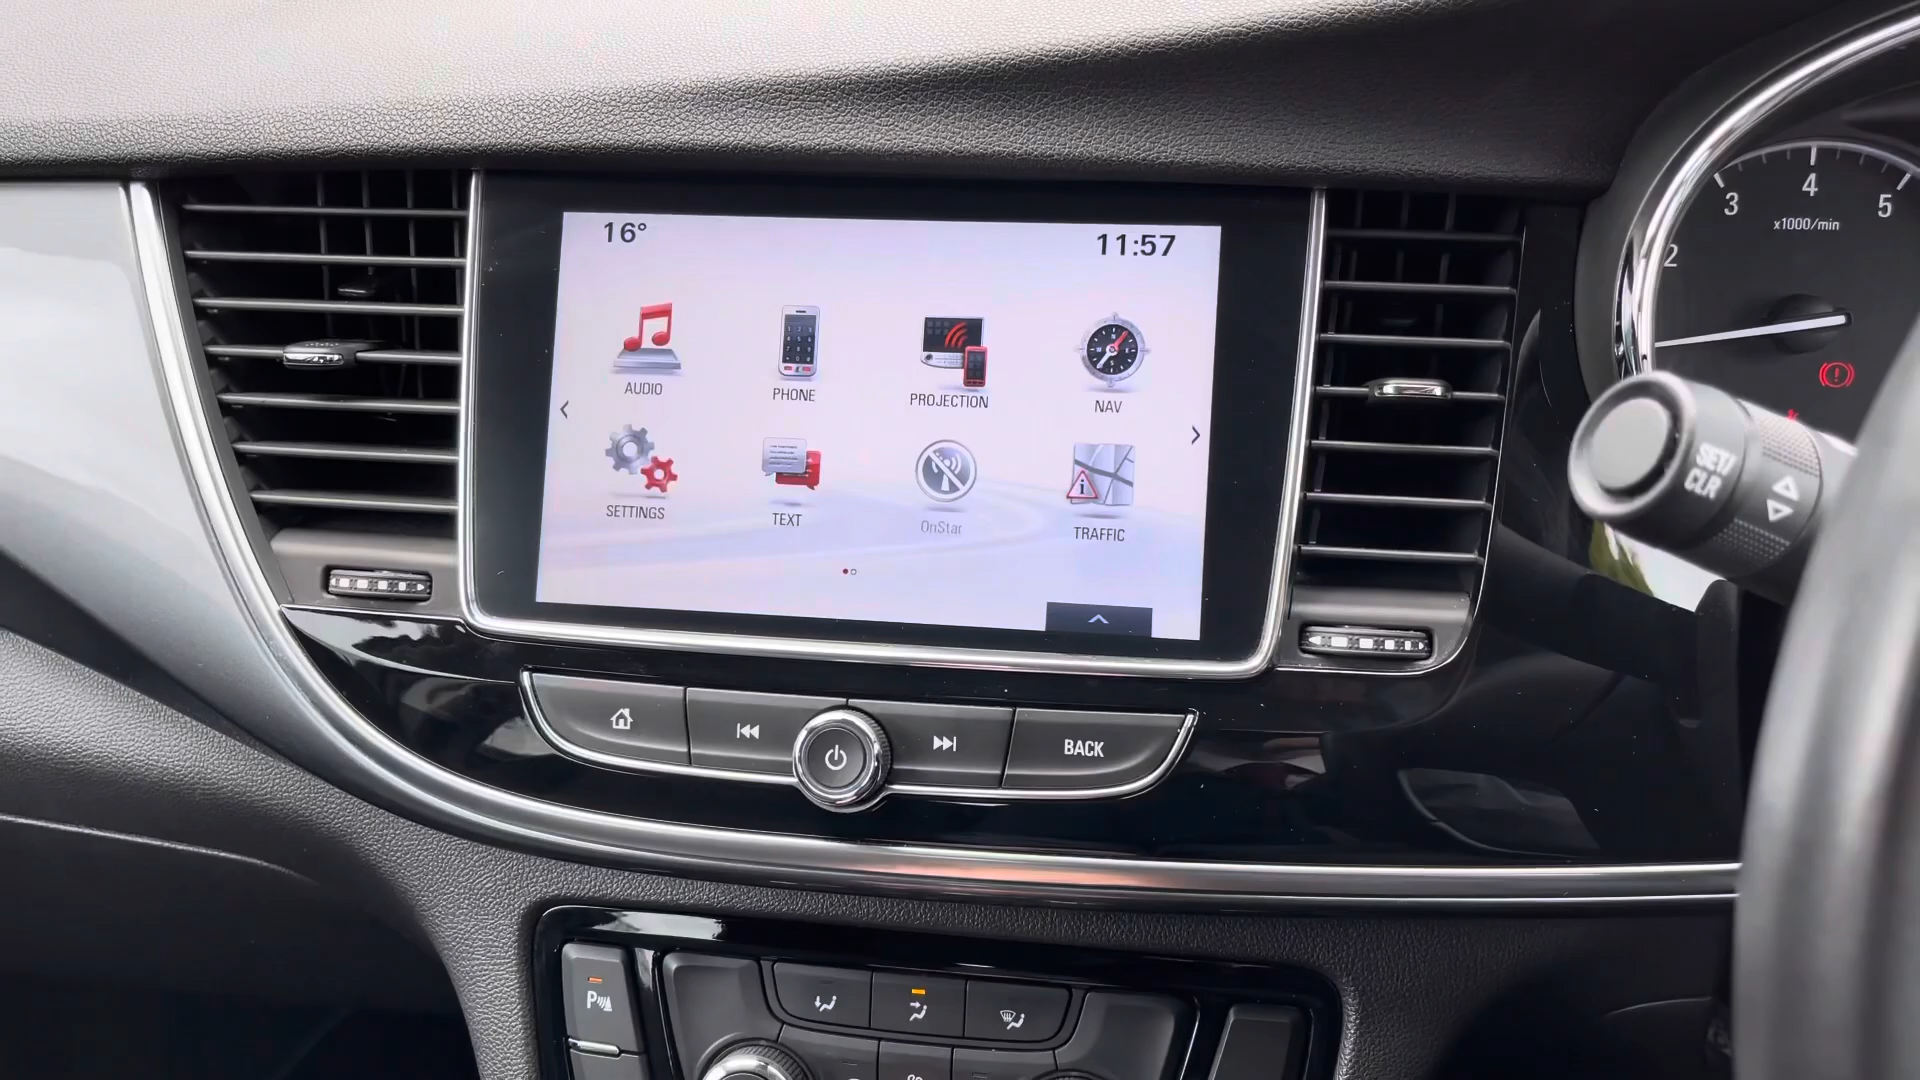 16°
11:57
AUDIO
PHONE
PROJECTION
NAV
SETTINGS
TEXT
OnStar
TRAFFIC
BACK
2
3
4
5
x1000/min
SET/
CLR
P